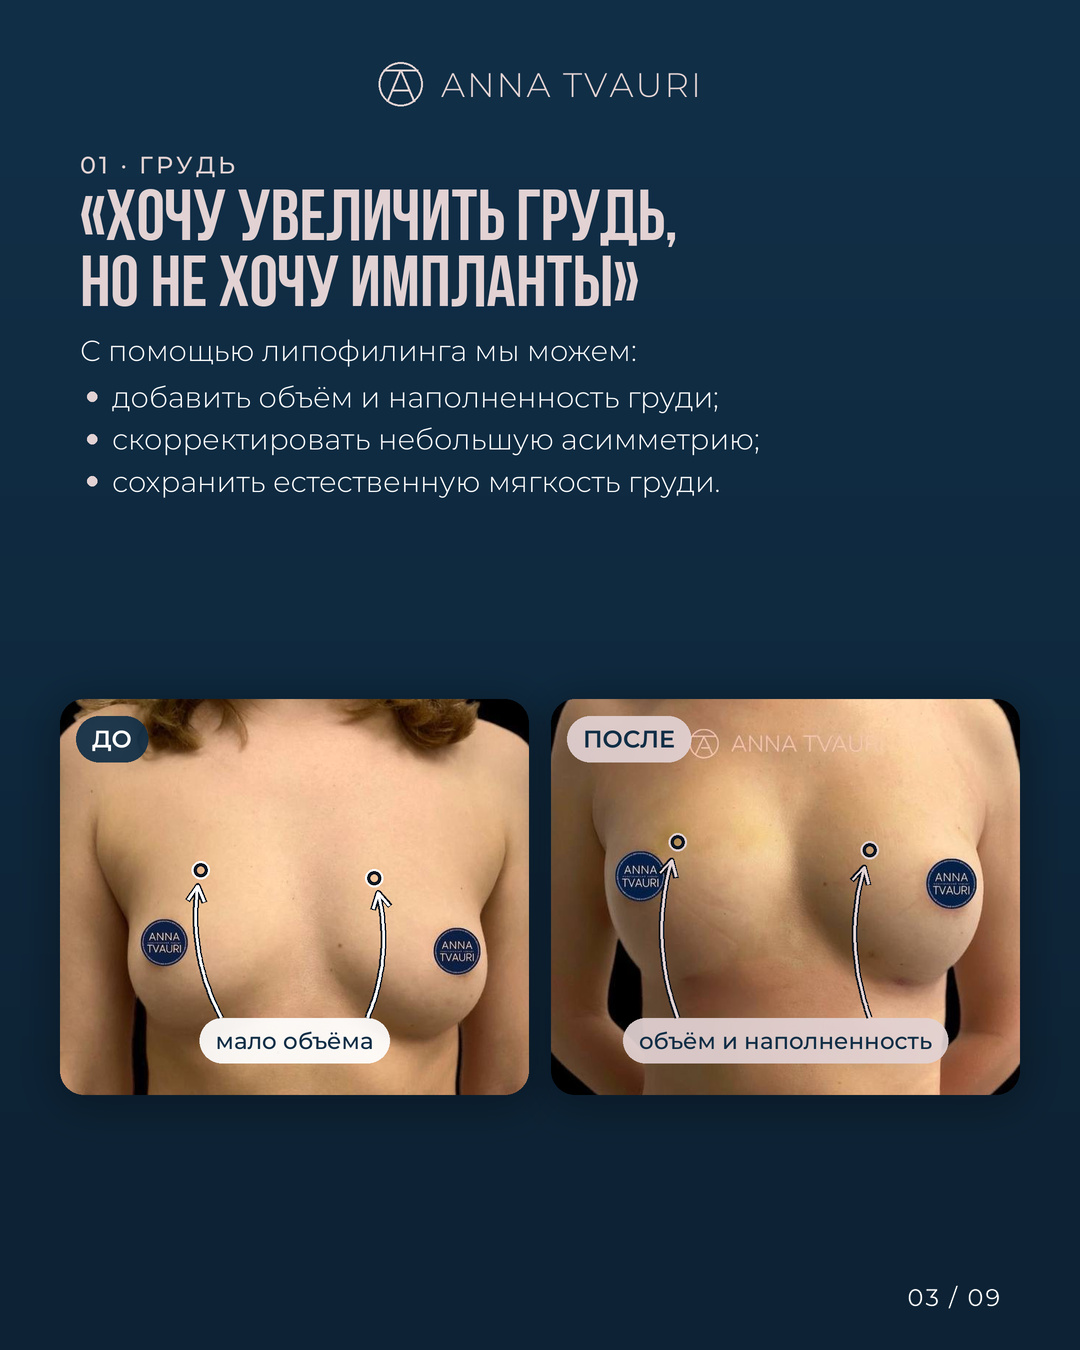 ANNA TVAURI
01 · ГРУДЬ
«ХОЧУ УВЕЛИЧИТЬ ГРУДЬ,
НО НЕ ХОЧУ ИМПЛАНТЫ»
С помощью липофилинга мы можем:
• добавить объём и наполненность груди;
• скорректировать небольшую асимметрию;
• сохранить естественную мягкость груди.
ДО
ANNA
TVAURI
ANNA
TVAURI
мало объёма
ПОСЛЕ
ANNA TVAURI
ANNA
TVAURI
ANNA
TVAURI
объём и наполненность
03 / 09